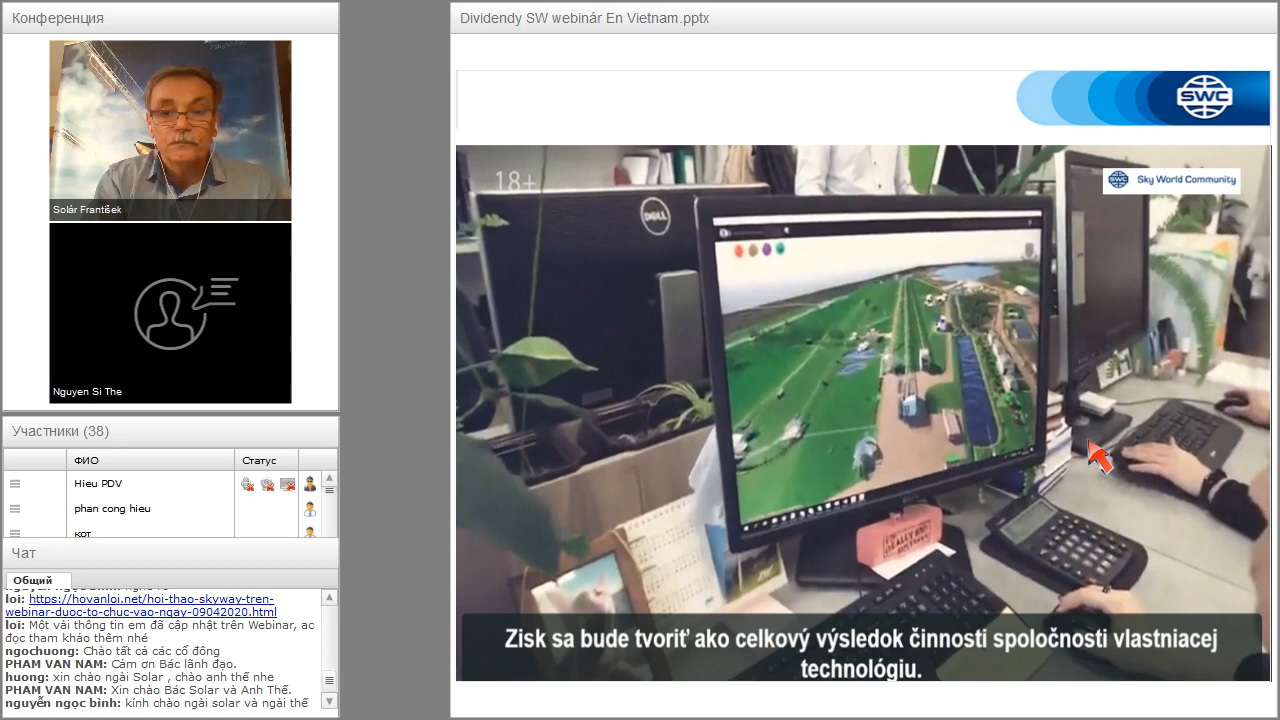 Конференция
Solár František
Nguyen Si The
Участники (38)
ФИО
Статус
Hieu PDV
phan cong hieu
кот
Чат
Общий
loi: https://hovanloi.net/hoi-thao-skyway-tren-
webinar-duoc-to-chuc-vao-ngay-09042020.html
loi: Một vài thông tin em đã cập nhật trên Webinar, ac
đọc tham khảo thêm nhé
ngochuong: Chào tất cả các cổ đông
PHAM VAN NAM: Cám ơn Bác lãnh đạo.
huong: xin chào ngài Solar , chào anh thế nhe
PHAM VAN NAM: Xin chào Bác Solar và Anh Thế.
nguyễn ngọc bình: kính chào ngài solar và ngài thế
Dividendy SW webinár En Vietnam.pptx
SWC
18+
DELL
SWC Sky World Community
Zisk sa bude tvoriť ako celkový výsledok činnosti spoločnosti vlastniacej
technológiu.